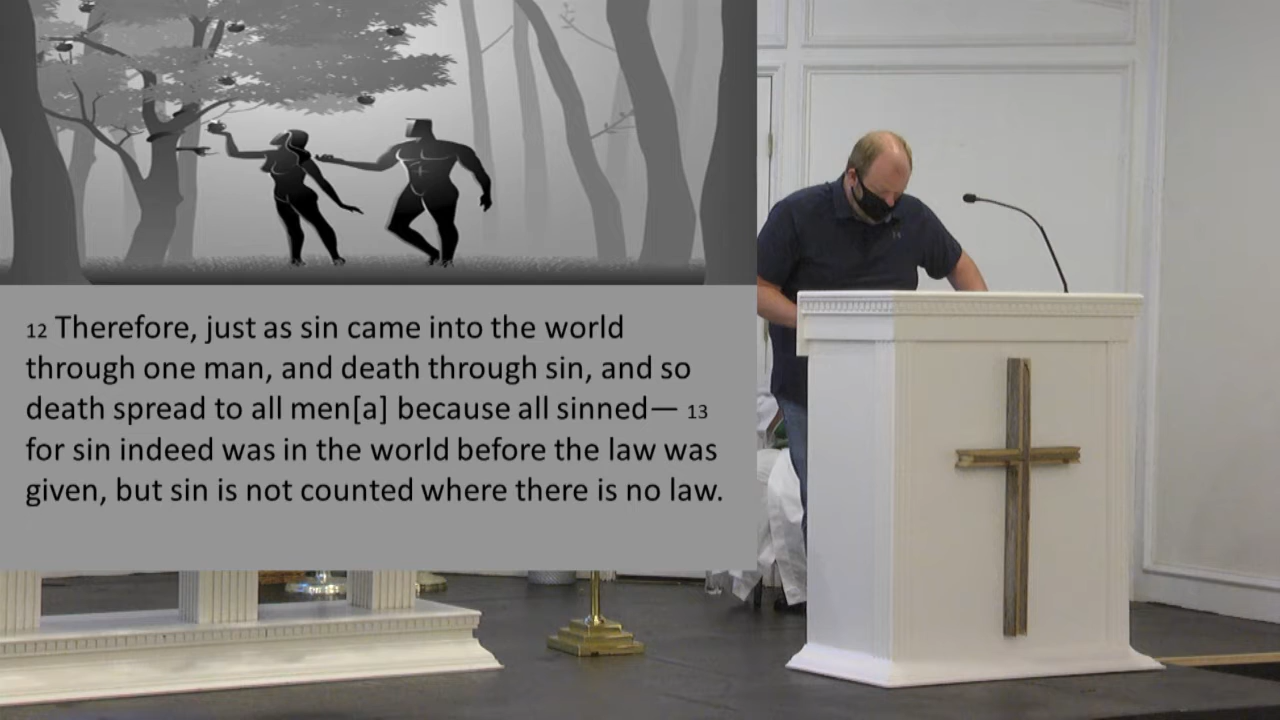 12 Therefore, just as sin came into the world
through one man, and death through sin, and so
death spread to all men[a] because all sinned— 13
for sin indeed was in the world before the law was
given, but sin is not counted where there is no law.